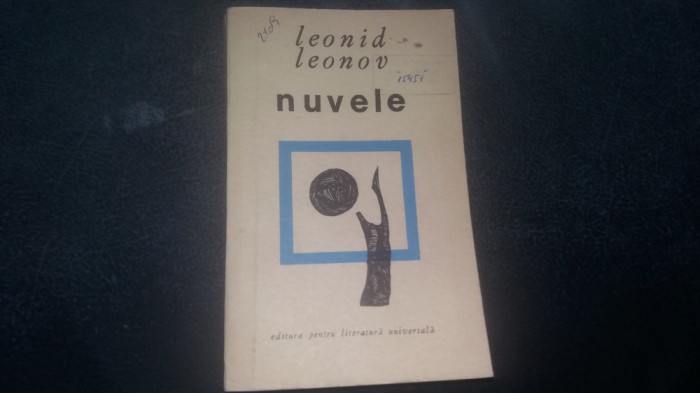 leonid
leonov
nuvele
editura pentru literatură universală